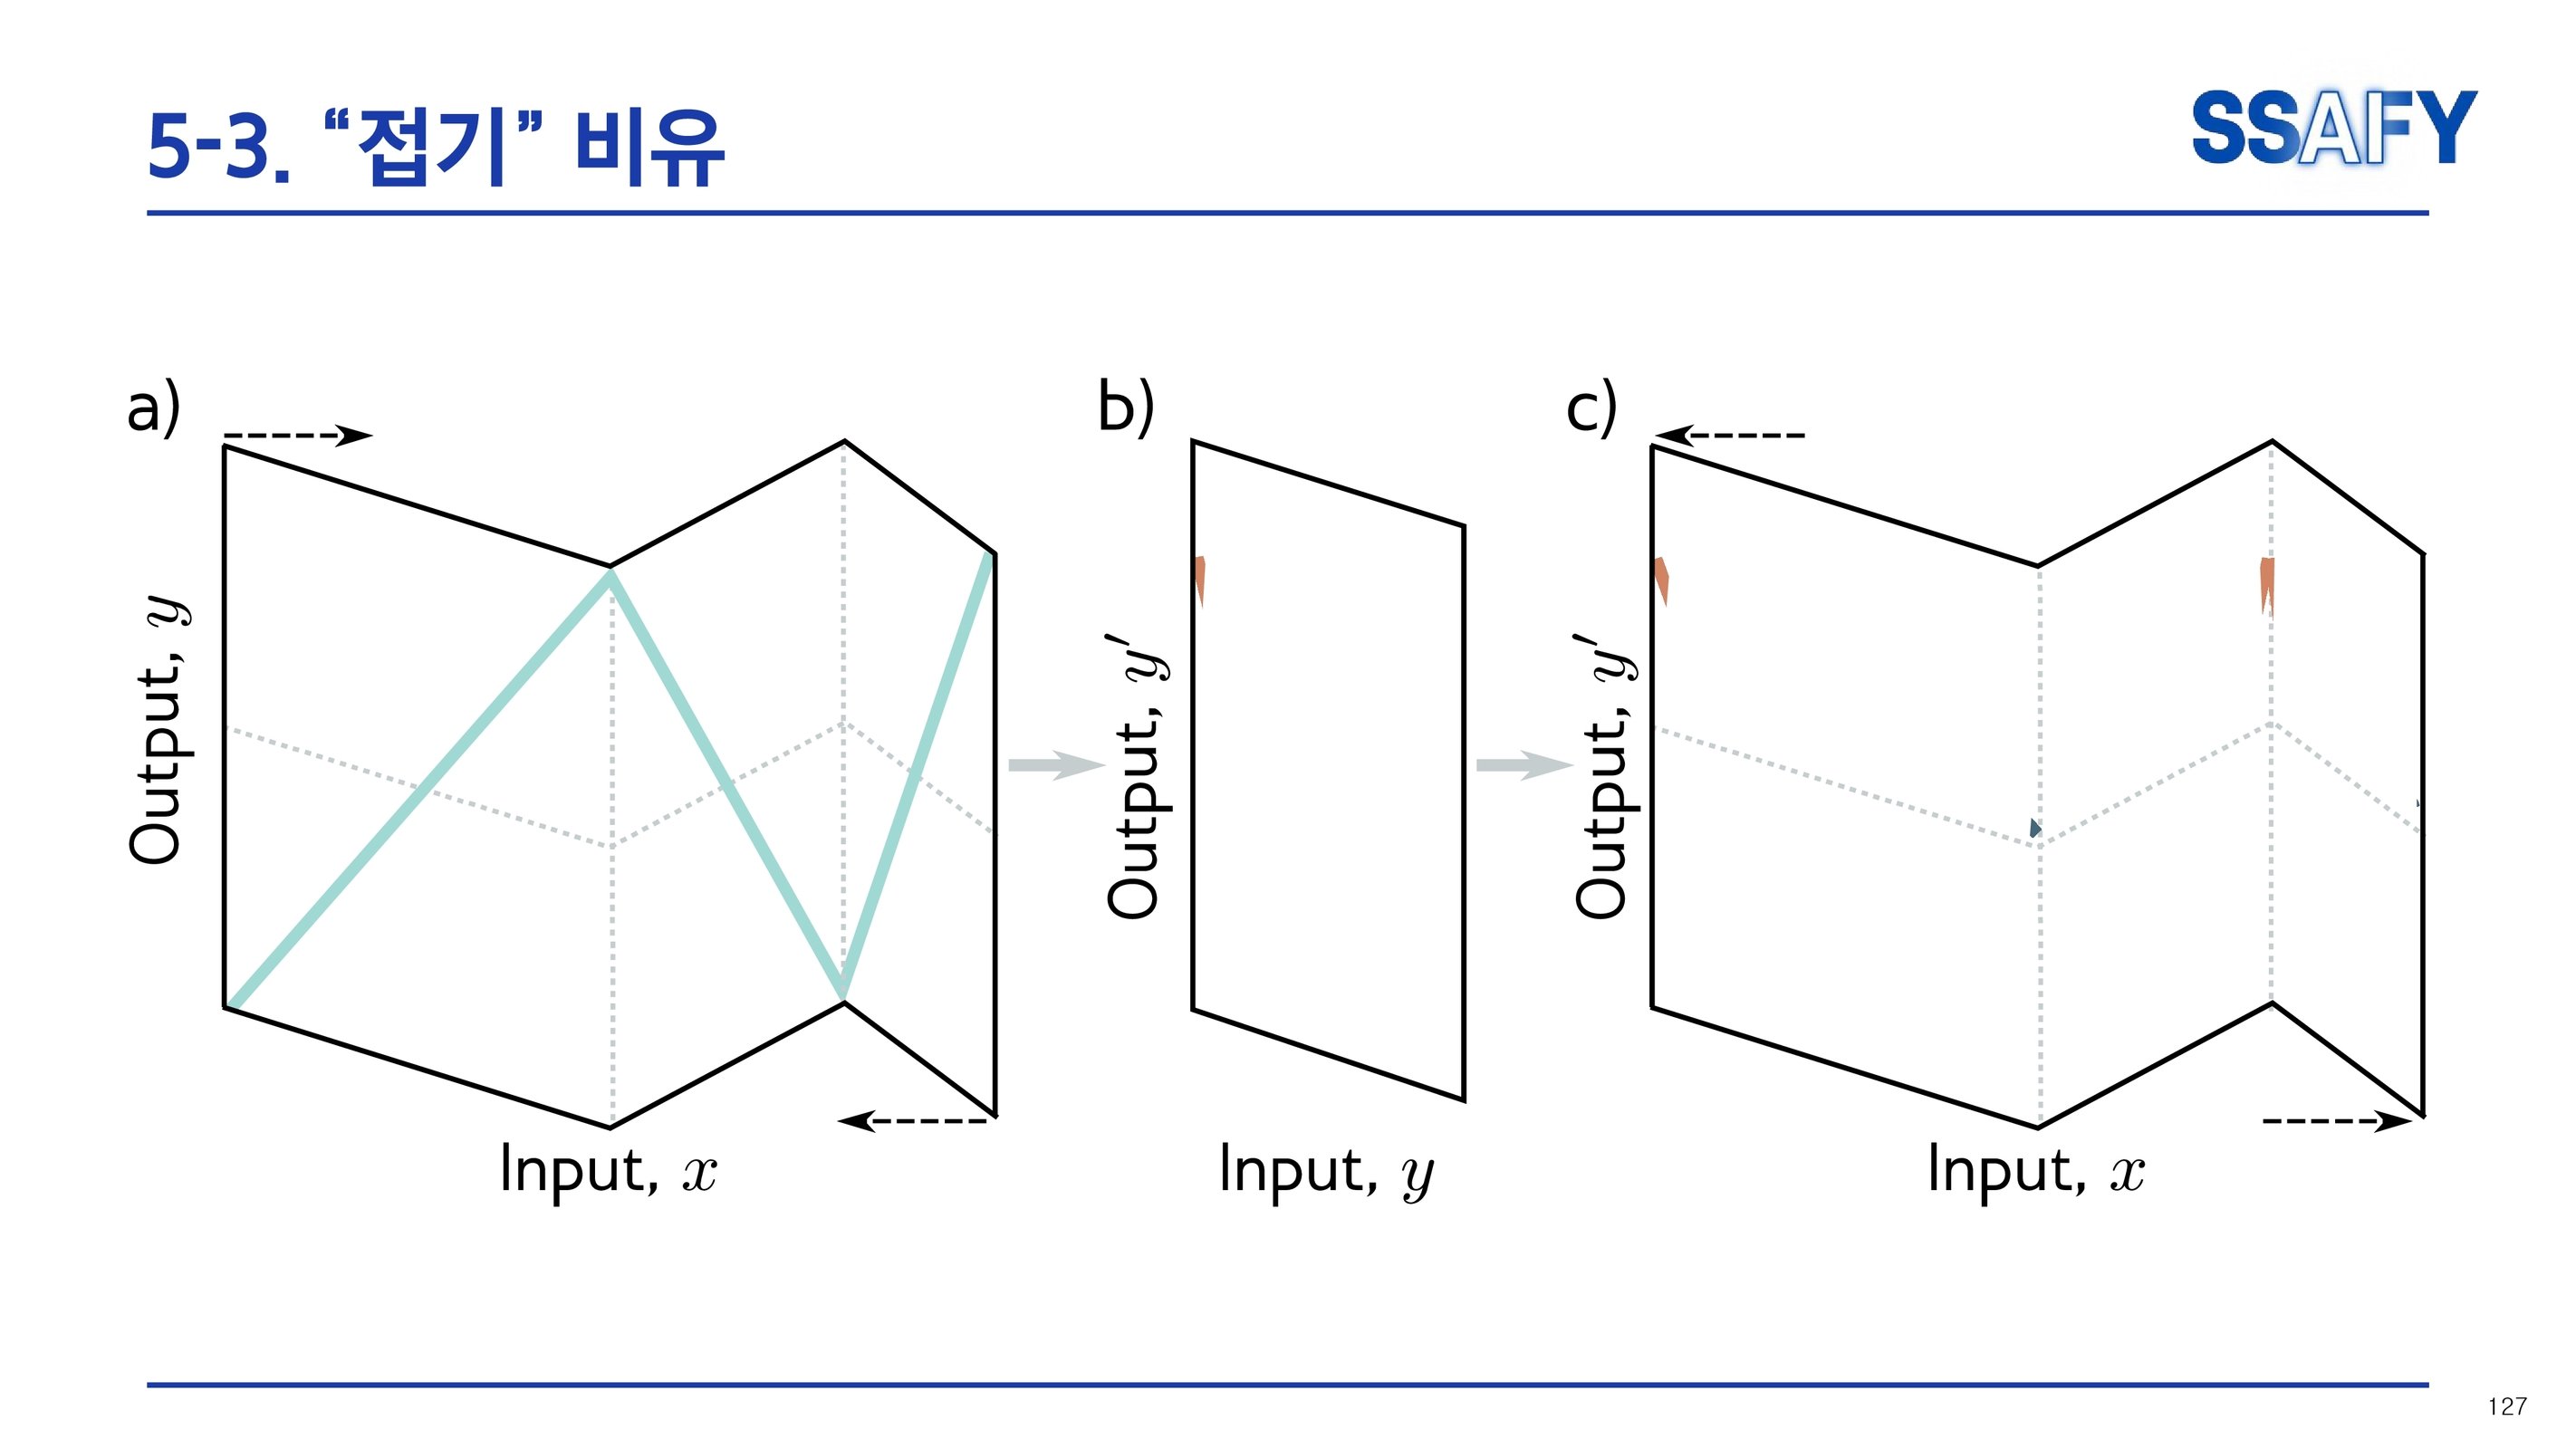 5-3. “접기” 비유
SSAFY
a)
b)
c)
Output, y
Output, y′
Output, y′
Input, x
Input, y
Input, x
127